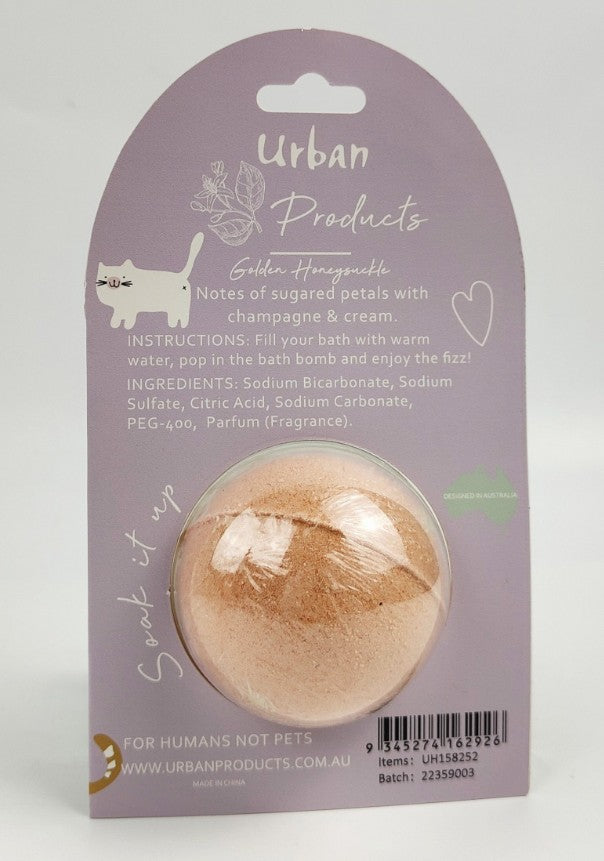 Urban
Products
Golden Honeysuckle
Notes of sugared petals with
champagne & cream.
INSTRUCTIONS: Fill your bath with warm
water, pop in the bath bomb and enjoy the fizz!
INGREDIENTS: Sodium Bicarbonate, Sodium
Sulfate, Citric Acid, Sodium Carbonate,
PEG-400, Parfum (Fragrance).
DESIGNED IN AUSTRALIA
Soak it up
FOR HUMANS NOT PETS
WWW.URBANPRODUCTS.COM.AU
MADE IN CHINA
9 345274 162926
Items: UH158252
Batch: 22359003